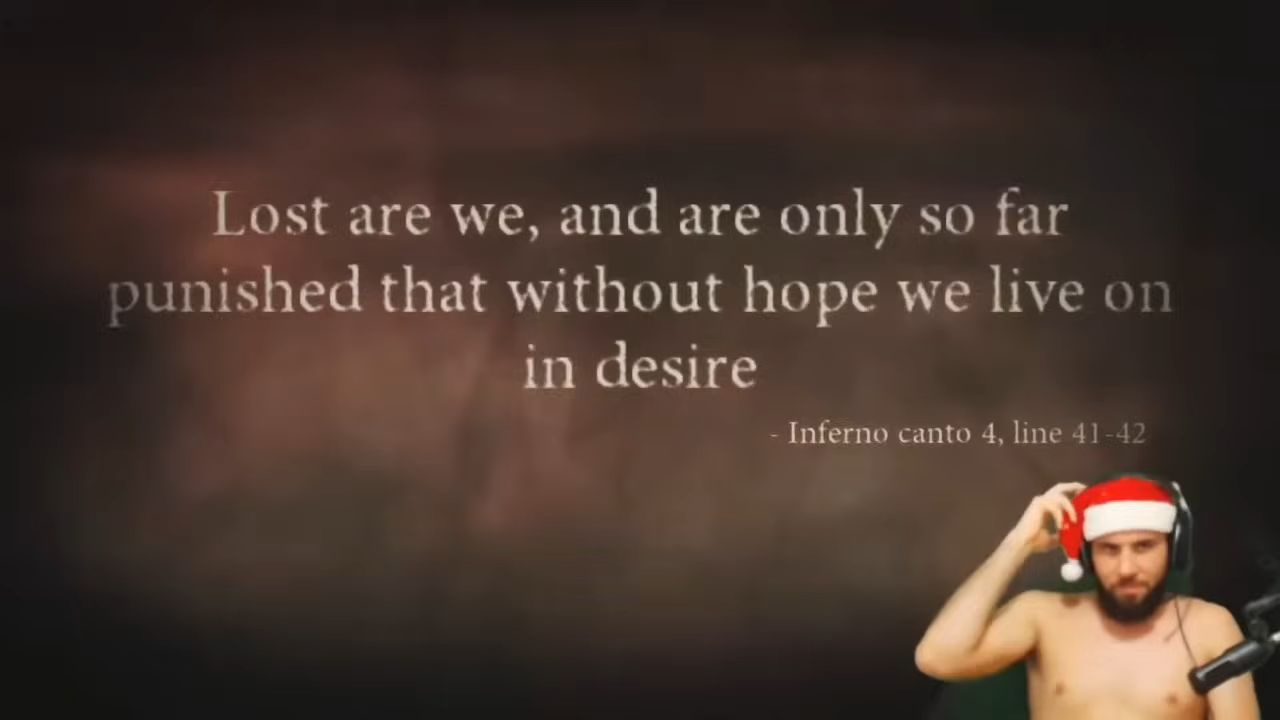 Lost are we, and are only so far
punished that without hope we live on
in desire
- Inferno canto 4, line 41-42